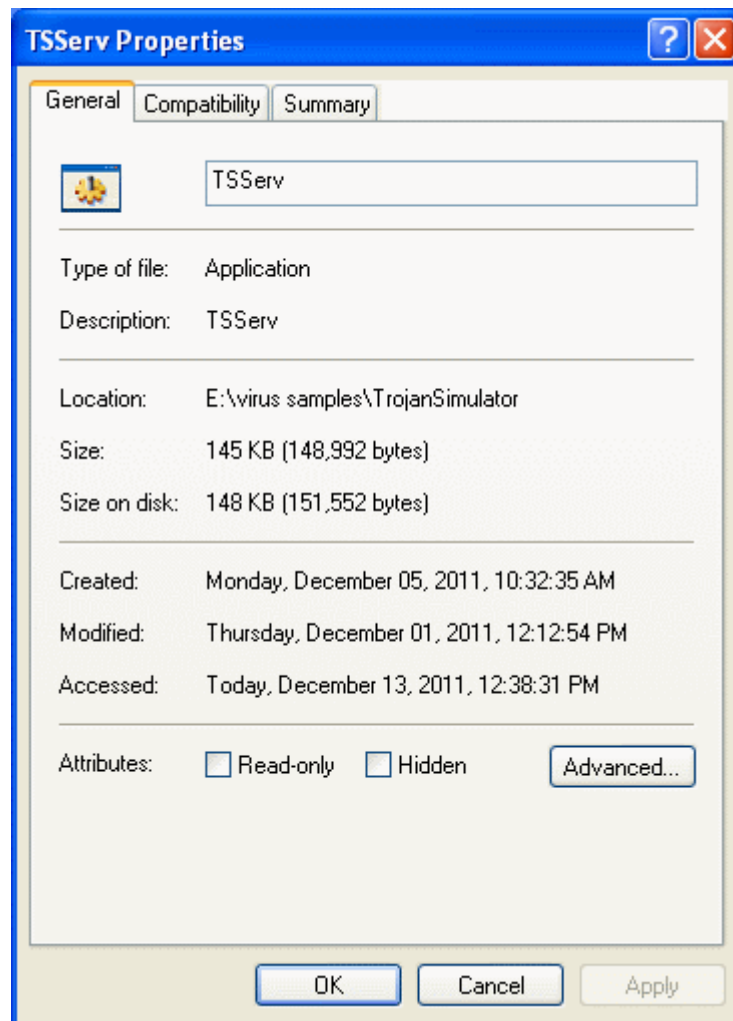 TSServ Properties
General Compatibility Summary
TSServ
Type of file: Application
Description: TSServ
Location: E:\virus samples\TrojanSimulator
Size: 145 KB (148,992 bytes)
Size on disk: 148 KB (151,552 bytes)
Created: Monday, December 05, 2011, 10:32:35 AM
Modified: Thursday, December 01, 2011, 12:12:54 PM
Accessed: Today, December 13, 2011, 12:38:31 PM
Attributes: Read-only Hidden Advanced...
OK Cancel Apply